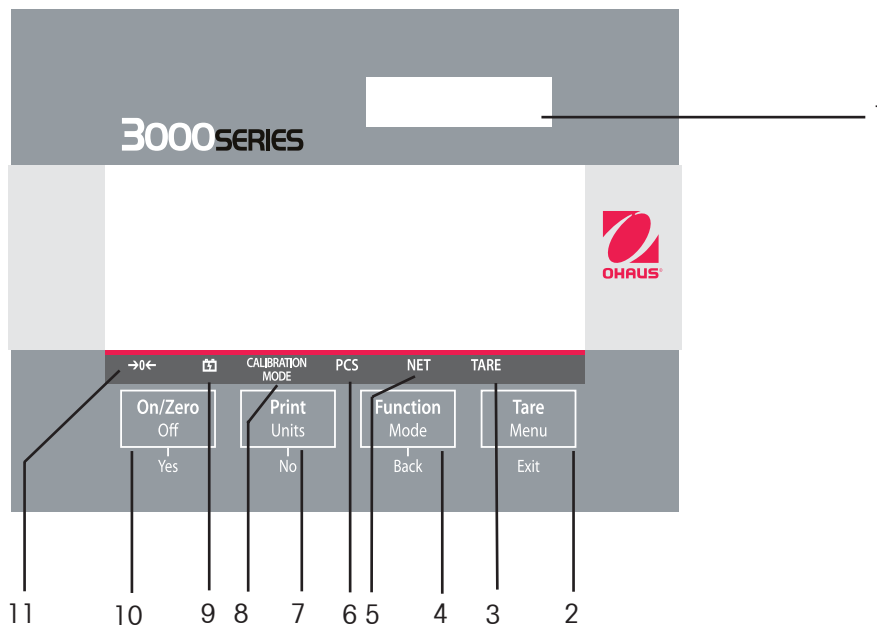 3000SERIES
OHAUS®
→0← CALIBRATION MODE PCS NET TARE
On/Zero Print Function Tare
Off Units Mode Menu
Yes No Back Exit
11 10 9 8 7 6 5 4 3 2